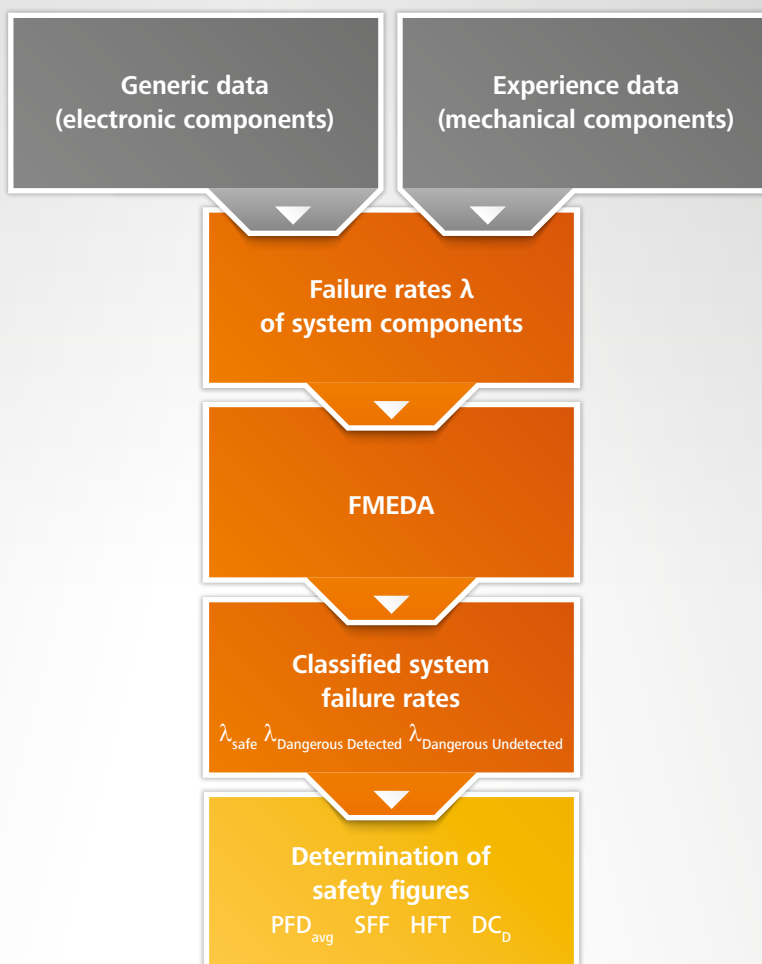 Generic data
(electronic components)
Experience data
(mechanical components)
Failure rates λ
of system components
FMEDA
Classified system
failure rates
λsafe λDangerous Detected λDangerous Undetected
Determination of
safety figures
PFDavg SFF HFT DCD